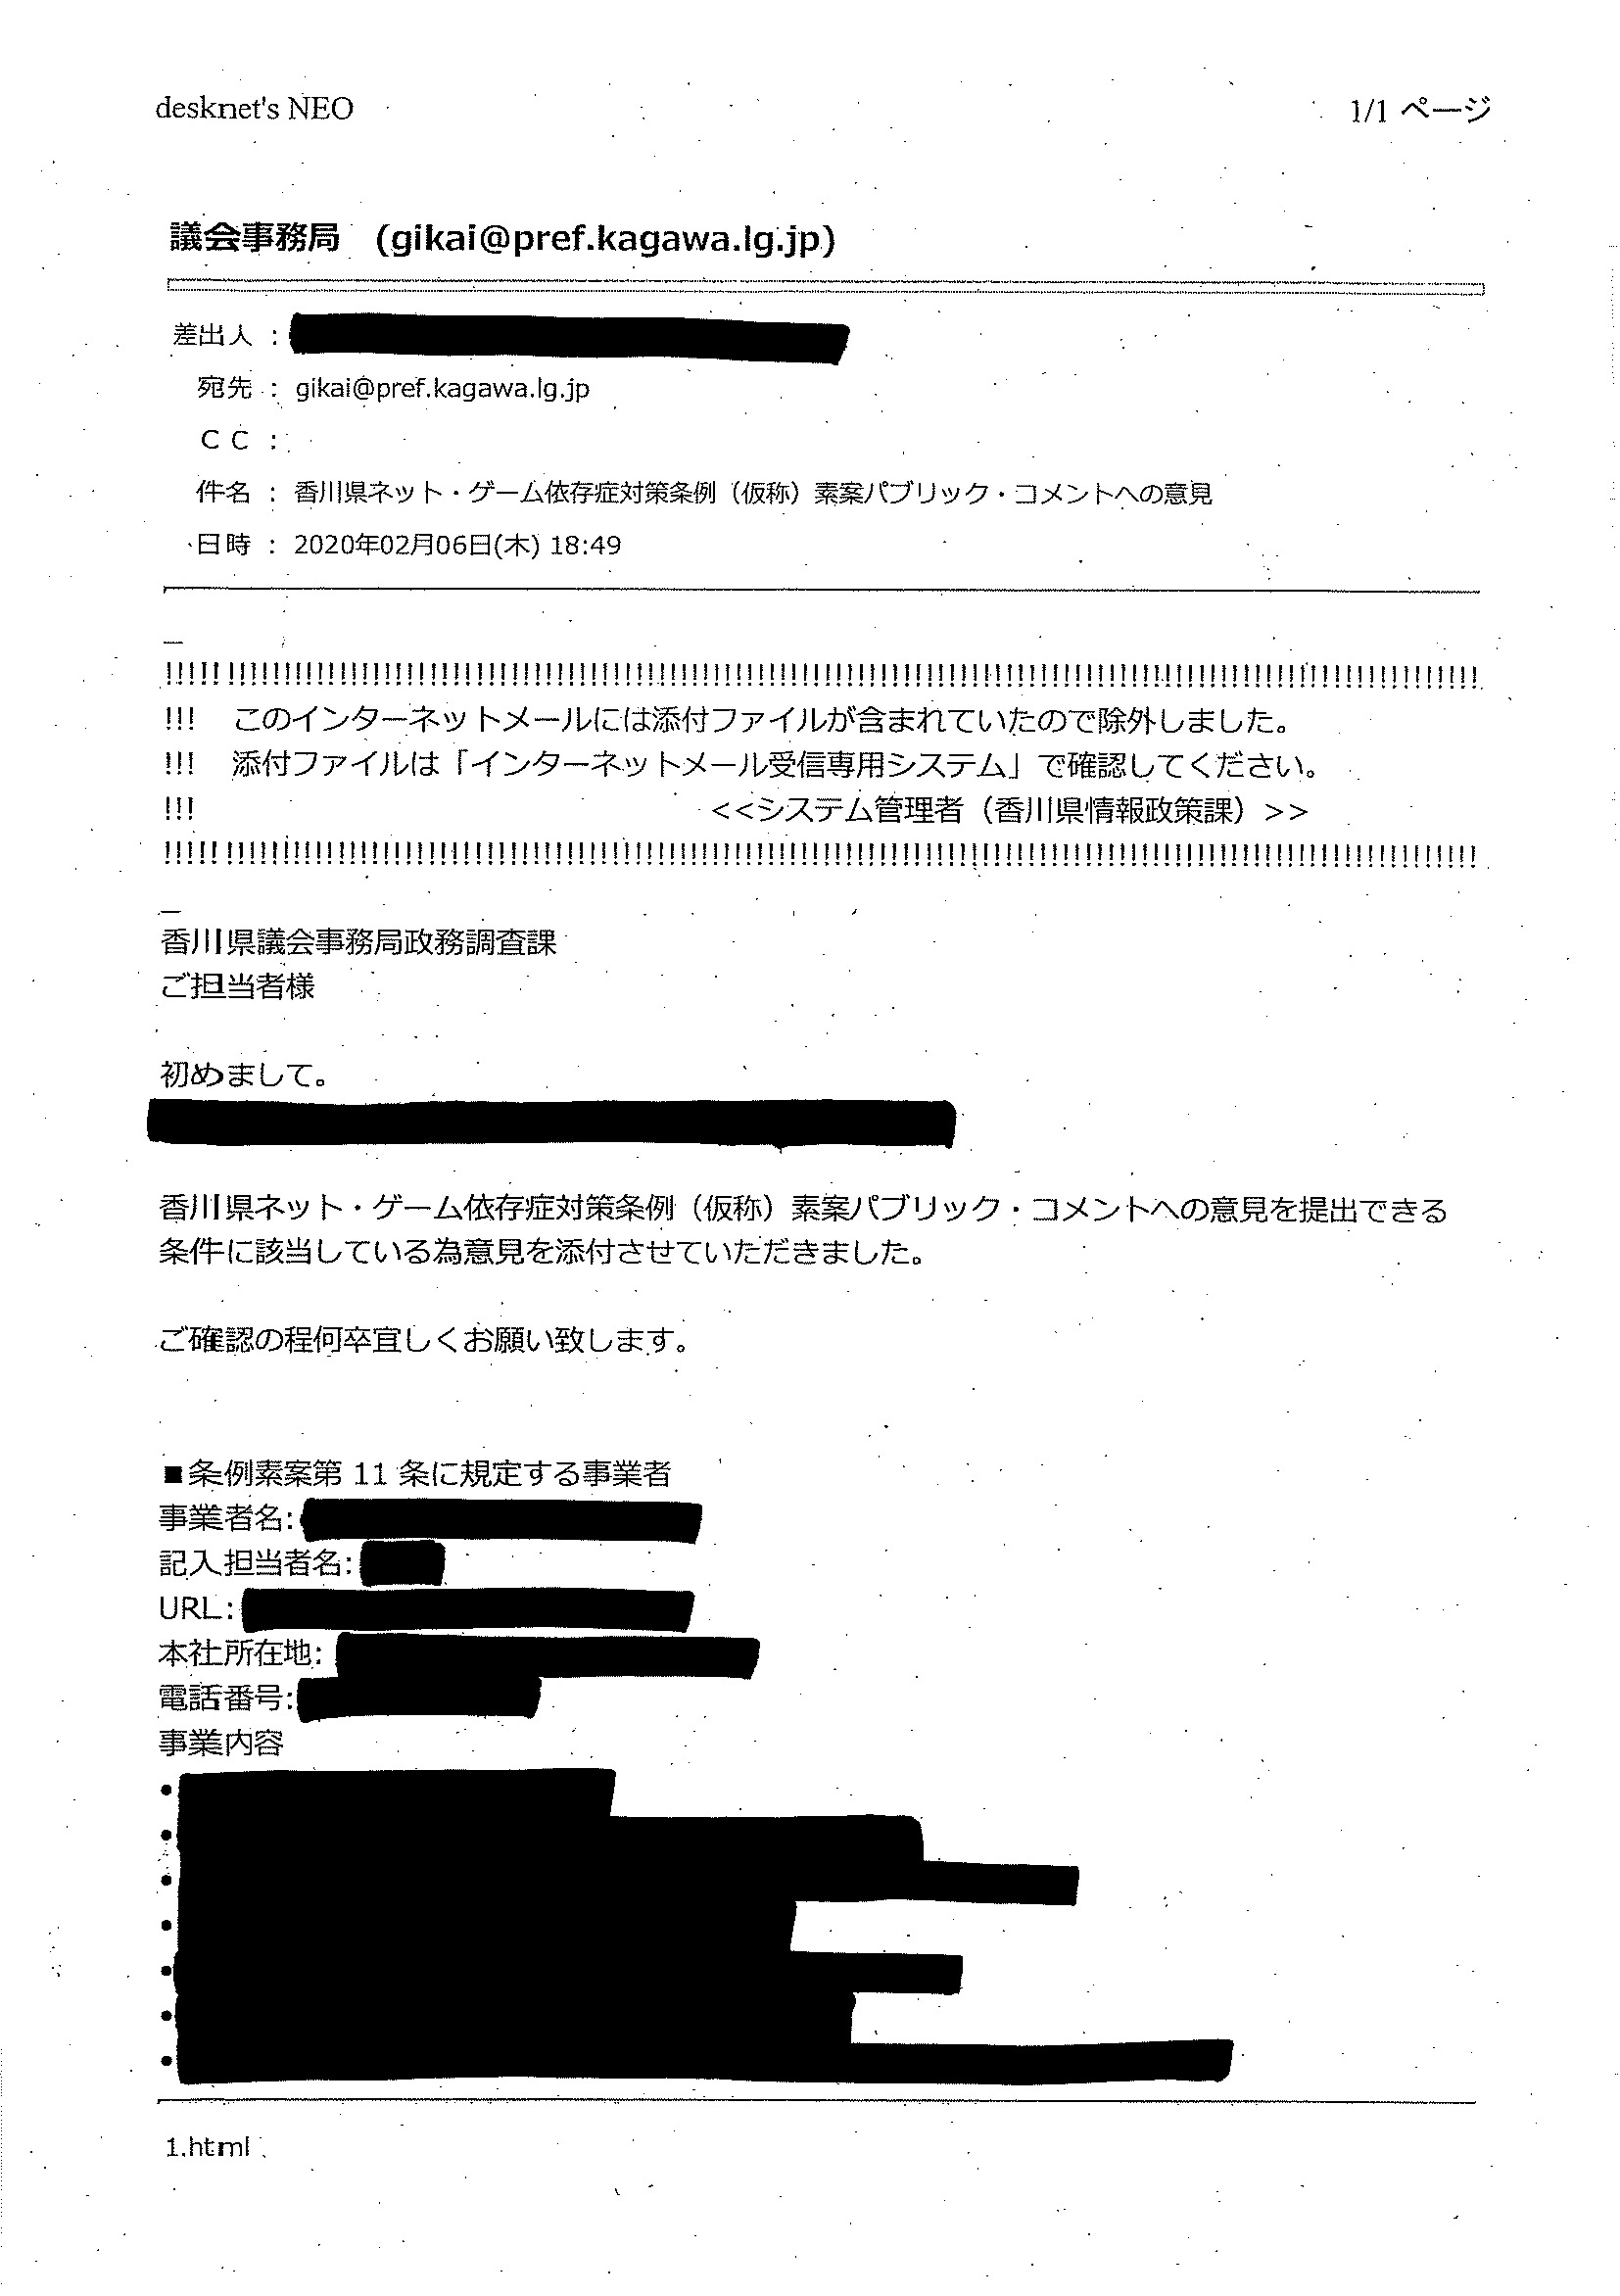 desknet's NEO
1/1 ページ
議会事務局 (gikai@pref.kagawa.lg.jp)
差出人 :
宛先 : gikai@pref.kagawa.lg.jp
ＣＣ :
件名 : 香川県ネット・ゲーム依存症対策条例（仮称）素案パブリック・コメントへの意見
日時 : 2020年02月06日(木) 18:49
!!! このインターネットメールには添付ファイルが含まれていたので除外しました。
!!! 添付ファイルは「インターネットメール受信専用システム」で確認してください。
!!! <<システム管理者（香川県情報政策課）>>
香川県議会事務局政務調査課
ご担当者様
初めまして。
香川県ネット・ゲーム依存症対策条例（仮称）素案パブリック・コメントへの意見を提出できる
条件に該当している為意見を添付させていただきました。
ご確認の程何卒宜しくお願い致します。
■条例素案第 11 条に規定する事業者
事業者名:
記入担当者名:
URL:
本社所在地:
電話番号:
事業内容
1.html